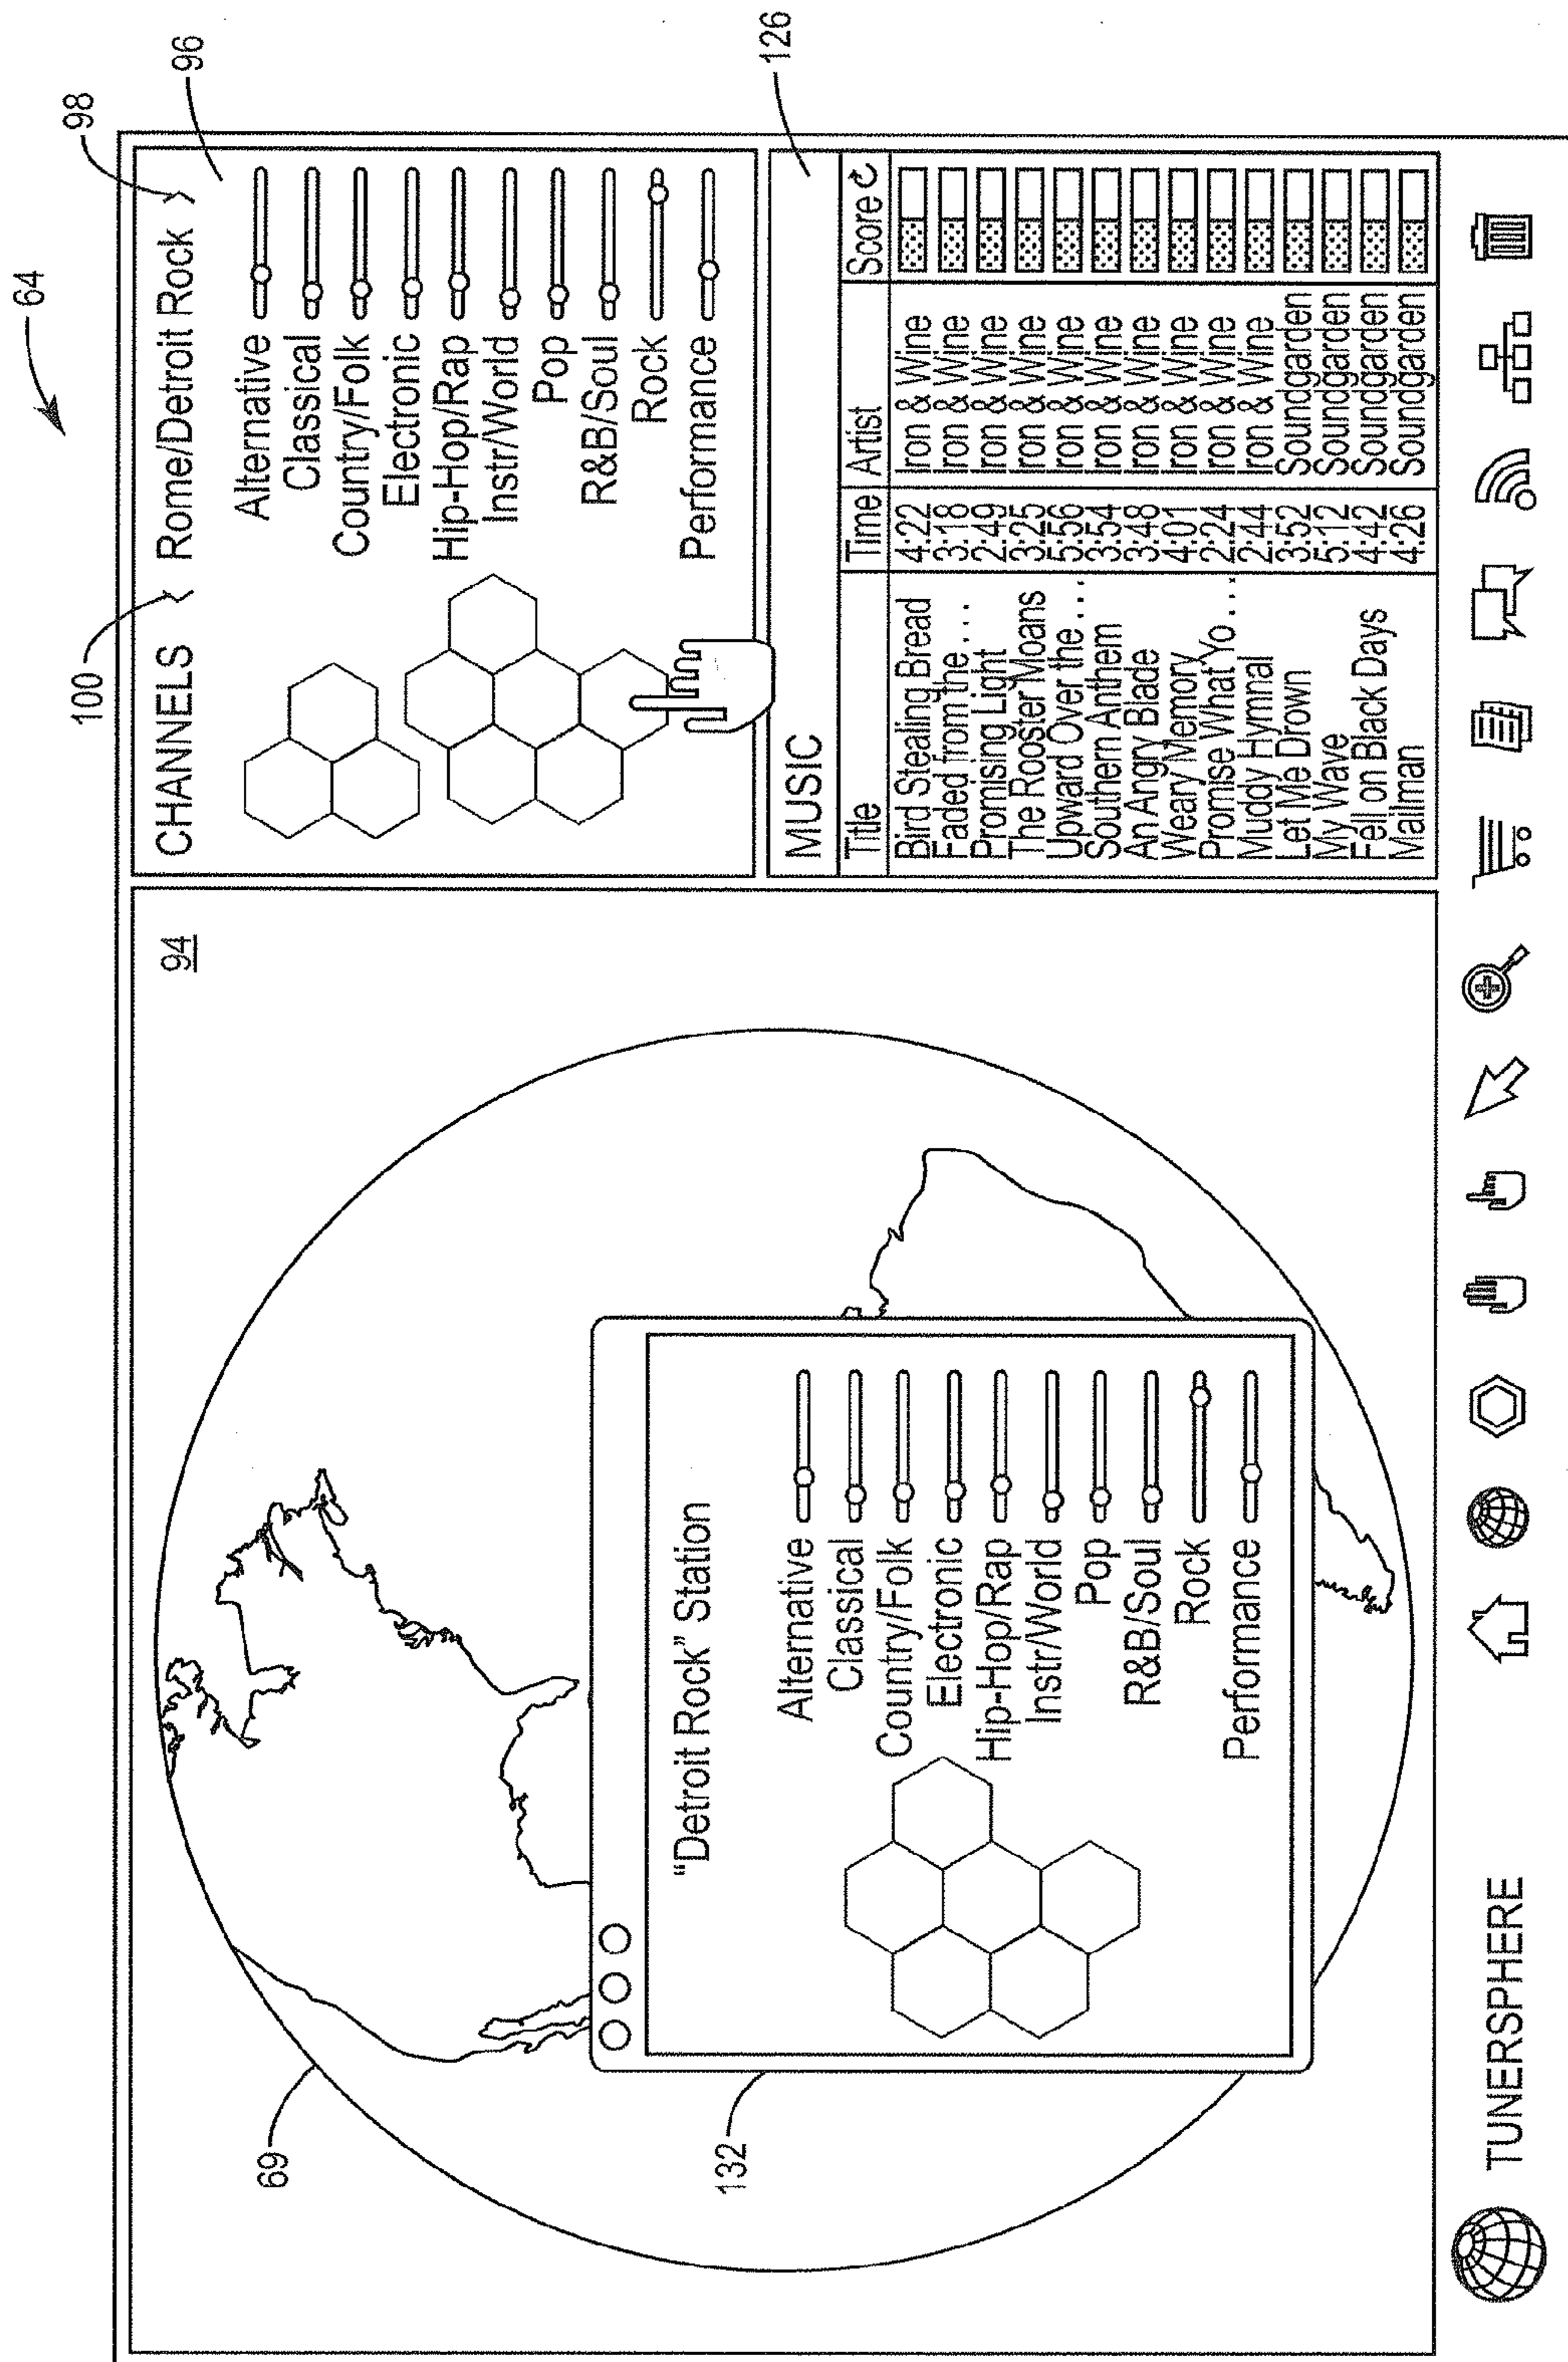 64
98
96
100
126
94
69
132
CHANNELS < Rome/Detroit Rock >
Alternative
Classical
Country/Folk
Electronic
Hip-Hop/Rap
Instr/World
Pop
R&B/Soul
Rock
Performance
MUSIC
Title Time Artist Score
Bird Stealing Bread 4:22 Iron & Wine
Faded from the ... 3:18 Iron & Wine
Promising Light 2:49 Iron & Wine
The Rooster Moans 3:25 Iron & Wine
Upward Over the ... 5:56 Iron & Wine
Southern Anthem 3:54 Iron & Wine
An Angry Blade 3:48 Iron & Wine
Weary Memory 4:01 Iron & Wine
Promise What Yo... 2:24 Iron & Wine
Muddy Hymnal 2:44 Iron & Wine
Let Me Drown 3:52 Soundgarden
My Wave 5:12 Soundgarden
Fell on Black Days 4:42 Soundgarden
Mailman 4:26 Soundgarden
"Detroit Rock" Station
Alternative
Classical
Country/Folk
Electronic
Hip-Hop/Rap
Instr/World
Pop
R&B/Soul
Rock
Performance
TUNERSPHERE